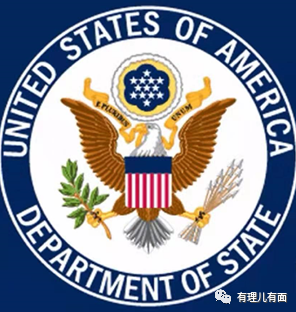 UNITED STATES OF AMERICA
E PLURIBUS
UNUM
DEPARTMENT OF STATE
有理儿有面